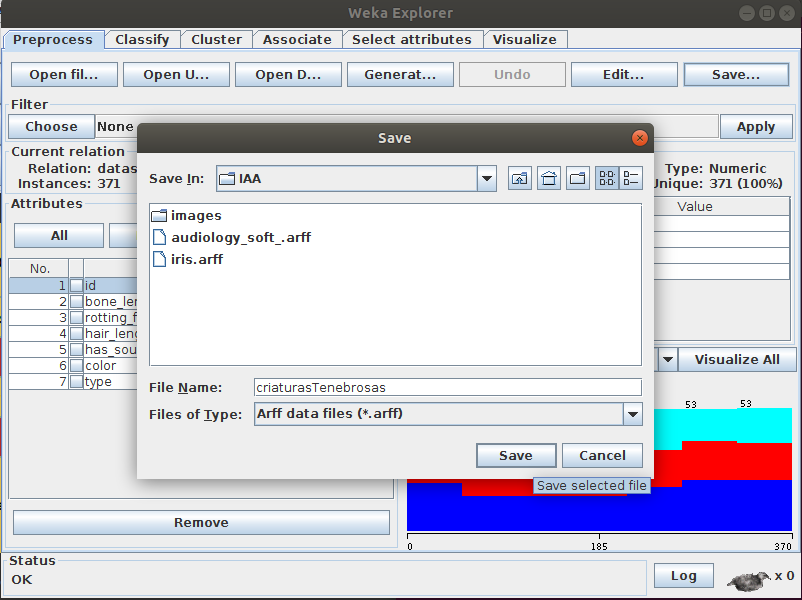 Weka Explorer
Preprocess Classify Cluster Associate Select attributes Visualize
Open fil... Open U... Open D... Generat... Undo Edit... Save...
Filter
Choose None Apply
Save
Current relation
Relation: datas
Instances: 371
Type: Numeric
Unique: 371 (100%)
Attributes
All
Value
No.
1 id
2 bone_len
3 rotting_f
4 hair_leng
5 has_sou
6 color
7 type
Save In: IAA
images
audiology_soft_.arff
iris.arff
File Name: criaturasTenebrosas
Files of Type: Arff data files (*.arff)
Save Cancel
Save selected file
Visualize All
53 53
0 185 370
Remove
Status
OK
Log x 0